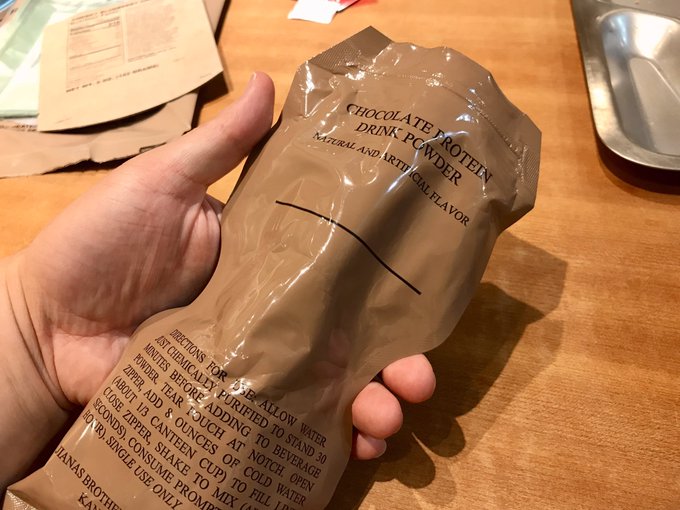 CHOCOLATE PROTEIN
DRINK POWDER
NATURAL AND ARTIFICIAL FLAVOR
DIRECTIONS FOR USE: ALLOW WATER
JUST CHEMICALLY PURIFIED TO STAND 30
MINUTES BEFORE ADDING TO BEVERAGE
POWDER. TEAR POUCH AT NOTCH OPEN
ZIPPER, ADD 8 OUNCES OF COLD WATER
(ABOUT 1/3 CANTEEN CUP) TO FILL
CLOSE ZIPPER, SHAKE TO MIX
SECONDS). CONSUME
HOUR). SINGLE USE ONLY